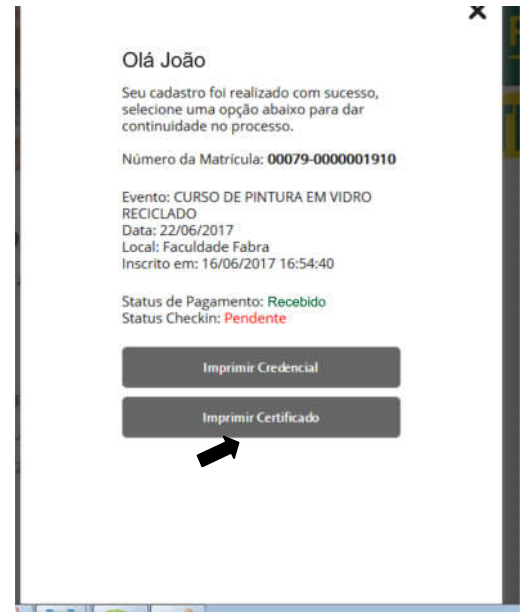 Olá João
Seu cadastro foi realizado com sucesso,
selecione uma opção abaixo para dar
continuidade no processo.
Número da Matricula: 00079-0000001910
Evento: CURSO DE PINTURA EM VIDRO
RECICLADO
Data: 22/06/2017
Local: Faculdade Fabra
Inscrito em: 16/06/2017 16:54:40
Status de Pagamento: Recebido
Status Checkin: Pendente
Imprimir Credencial
Imprimir Certificado